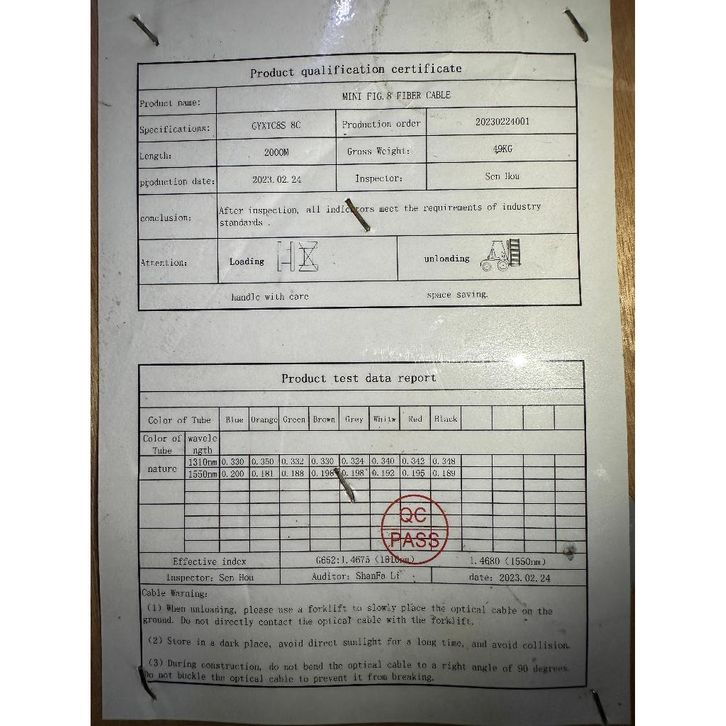 Product qualification certificate
Product name: MINI FIG.8 FIBER CABLE
Specifications: GYXTC8S 8C Production order 20230224001
Length: 2000M Gross Weight: 49KG
production date: 2023.02.24 Inspector: Sen Hou
conclusion: After inspection, all indicators meet the requirements of industry
standards .
Attention: Loading unloading
handle with care space saving.
Product test data report
Color of Tube Blue Orange Green Brown Grey White Red Black
Color of Tube wavele ngth
nature 1310nm 0.330 0.350 0.332 0.330 0.324 0.340 0.342 0.348
1550nm 0.200 0.181 0.188 0.198 0.198 0.192 0.195 0.189
QC
PASS
Effective index G652:1.4675 (1310nm) 1.4680 (1550nm)
Inspector: Sen Hou Auditor: ShanFa Li date: 2023.02.24
Cable Warning:
(1) When unloading, please use a forklift to slowly place the optical cable on the
ground. Do not directly contact the optical cable with the forklift.
(2) Store in a dark place, avoid direct sunlight for a long time, and avoid collision.
(3) During construction, do not bend the optical cable to a right angle of 90 degrees.
Do not buckle the optical cable to prevent it from breaking.